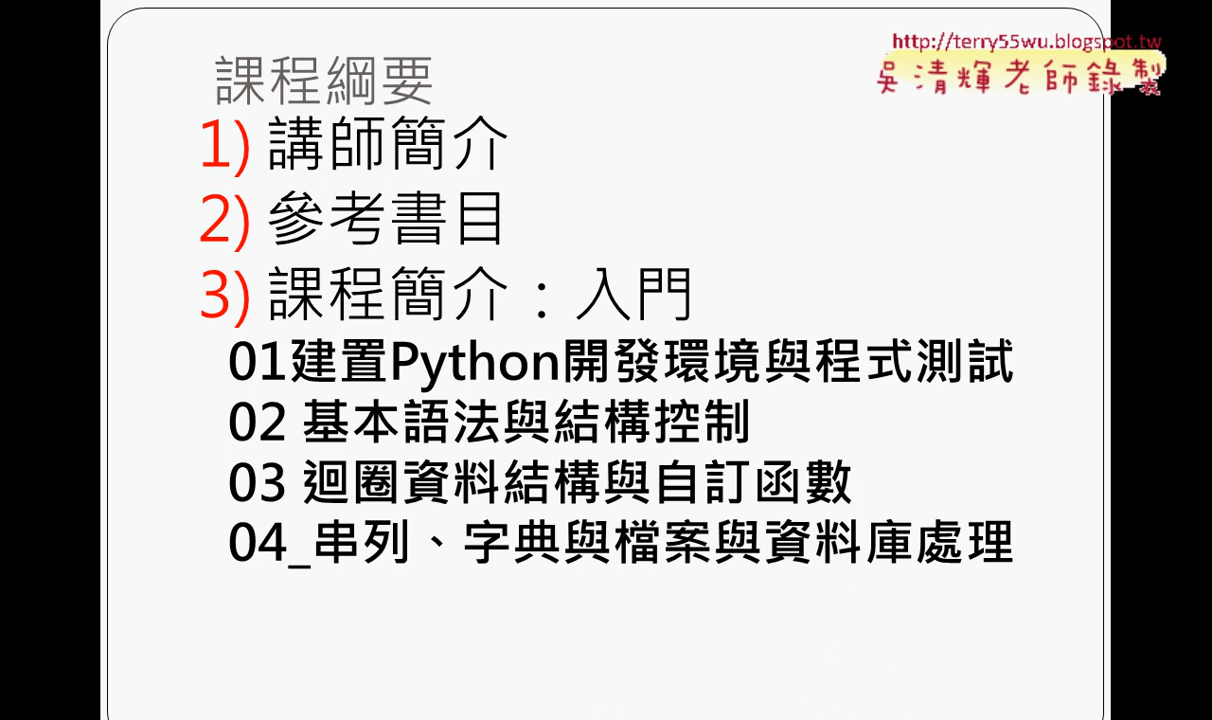 http://terry55wu.blogspot.tw
吳清輝老師錄製
課程綱要
1) 講師簡介
2) 參考書目
3) 課程簡介：入門
01建置Python開發環境與程式測試
02 基本語法與結構控制
03 迴圈資料結構與自訂函數
04_串列、字典與檔案與資料庫處理